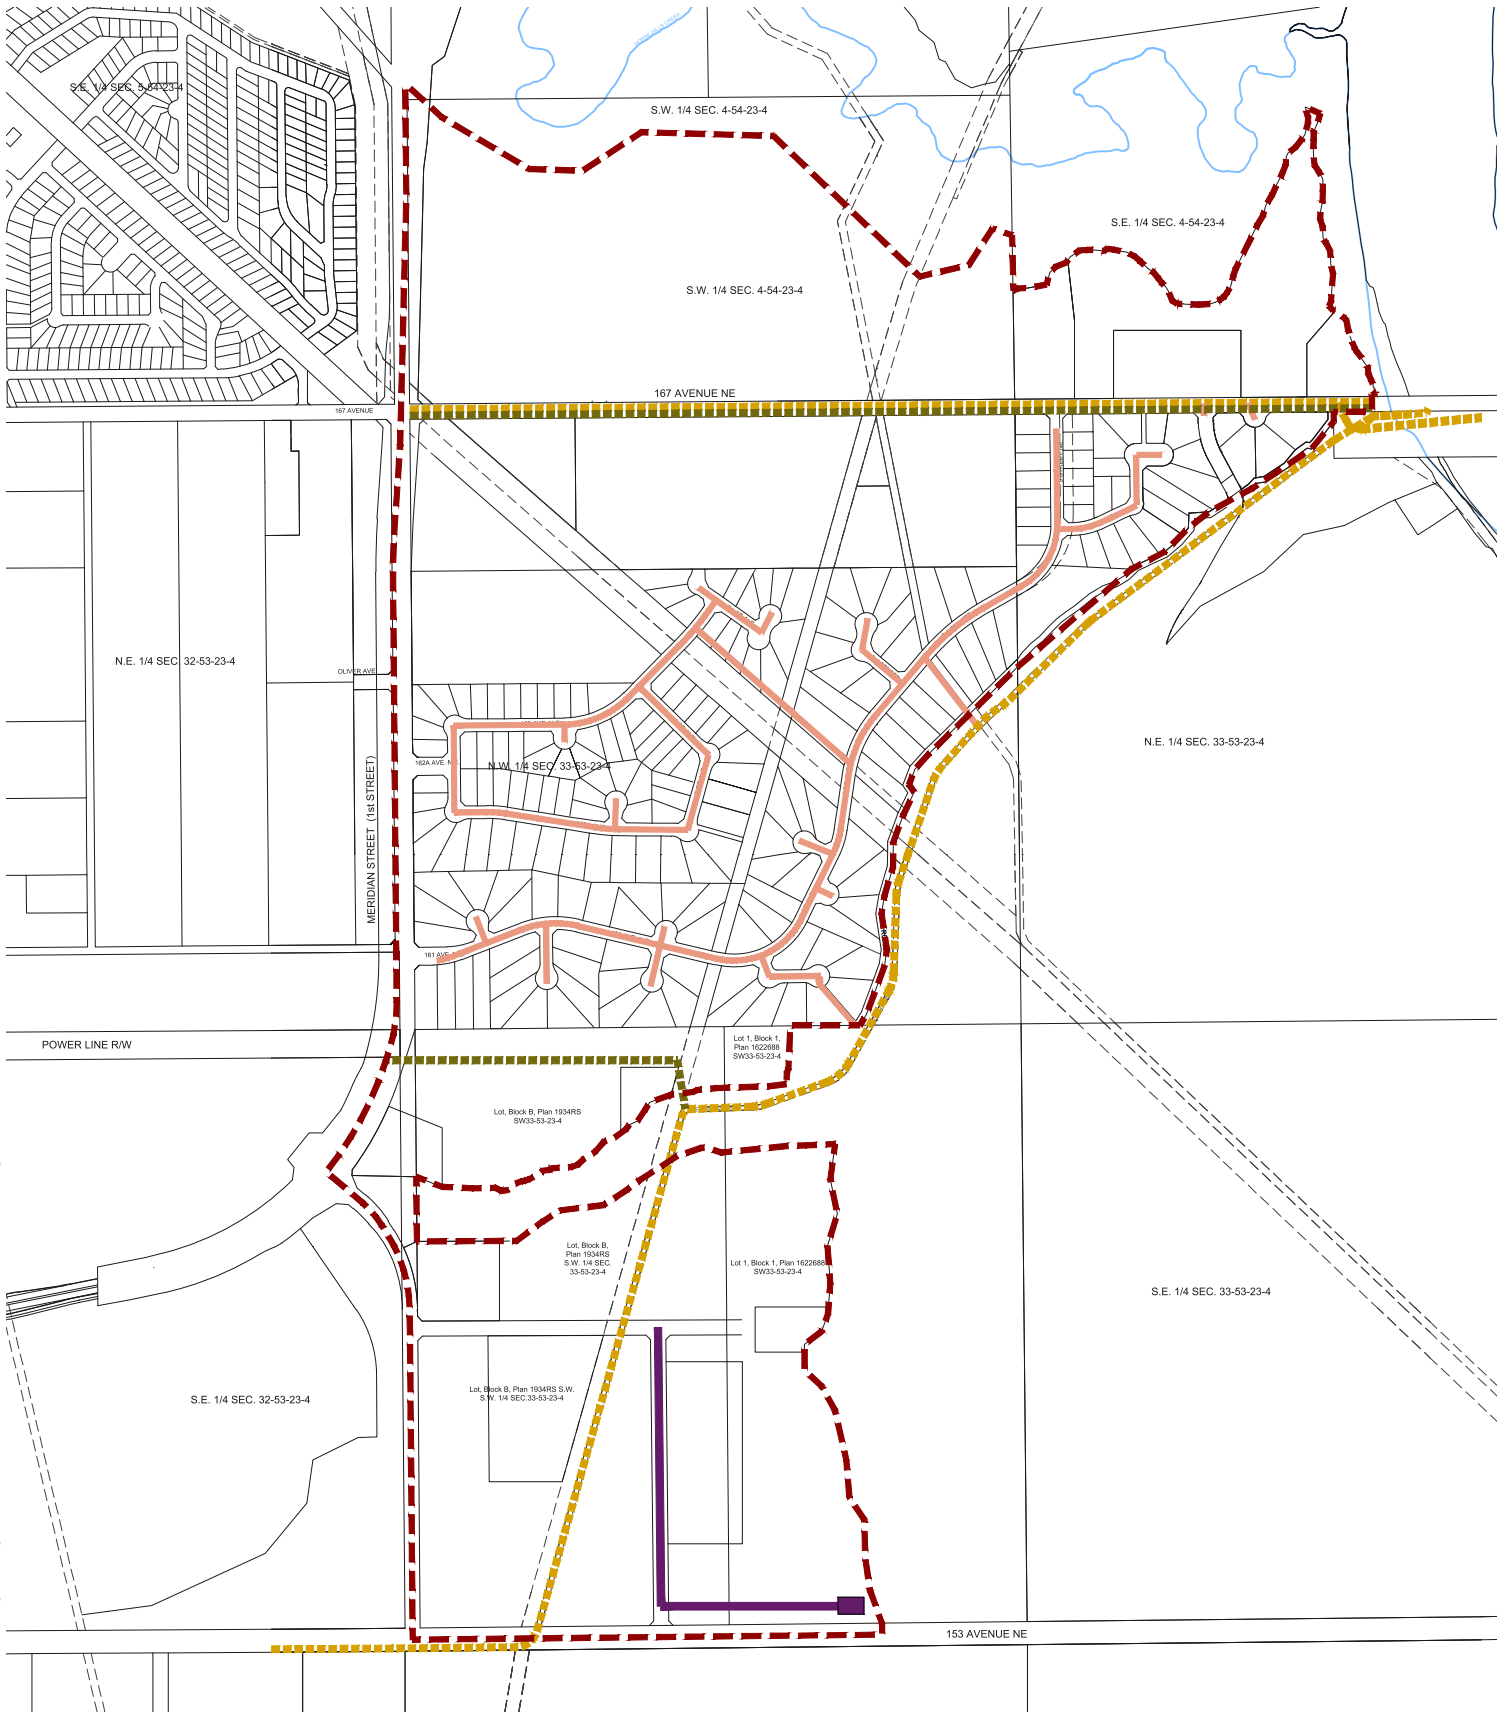 S.E. 1/4 SEC. 5-54-23-4
S.W. 1/4 SEC. 4-54-23-4
S.E. 1/4 SEC. 4-54-23-4
S.W. 1/4 SEC. 4-54-23-4
167 AVENUE NE
167 AVENUE
N.E. 1/4 SEC. 32-53-23-4
OLIVER AVE.
N.E. 1/4 SEC. 33-53-23-4
162A AVE. N
N.W. 1/4 SEC. 33-53-23-4
MERIDIAN STREET (1st STREET)
161 AVE.
POWER LINE R/W
Lot 1, Block 1,
Plan 1622688
SW33-53-23-4
Lot, Block B, Plan 1934RS
SW33-53-23-4
Lot, Block B,
Plan 1934RS
S.W. 1/4 SEC.
33-53-23-4
Lot 1, Block 1, Plan 1622688
SW33-53-23-4
S.E. 1/4 SEC. 33-53-23-4
Lot, Block B, Plan 1934RS S.W.
S.W. 1/4 SEC.33-53-23-4
S.E. 1/4 SEC. 32-53-23-4
153 AVENUE NE